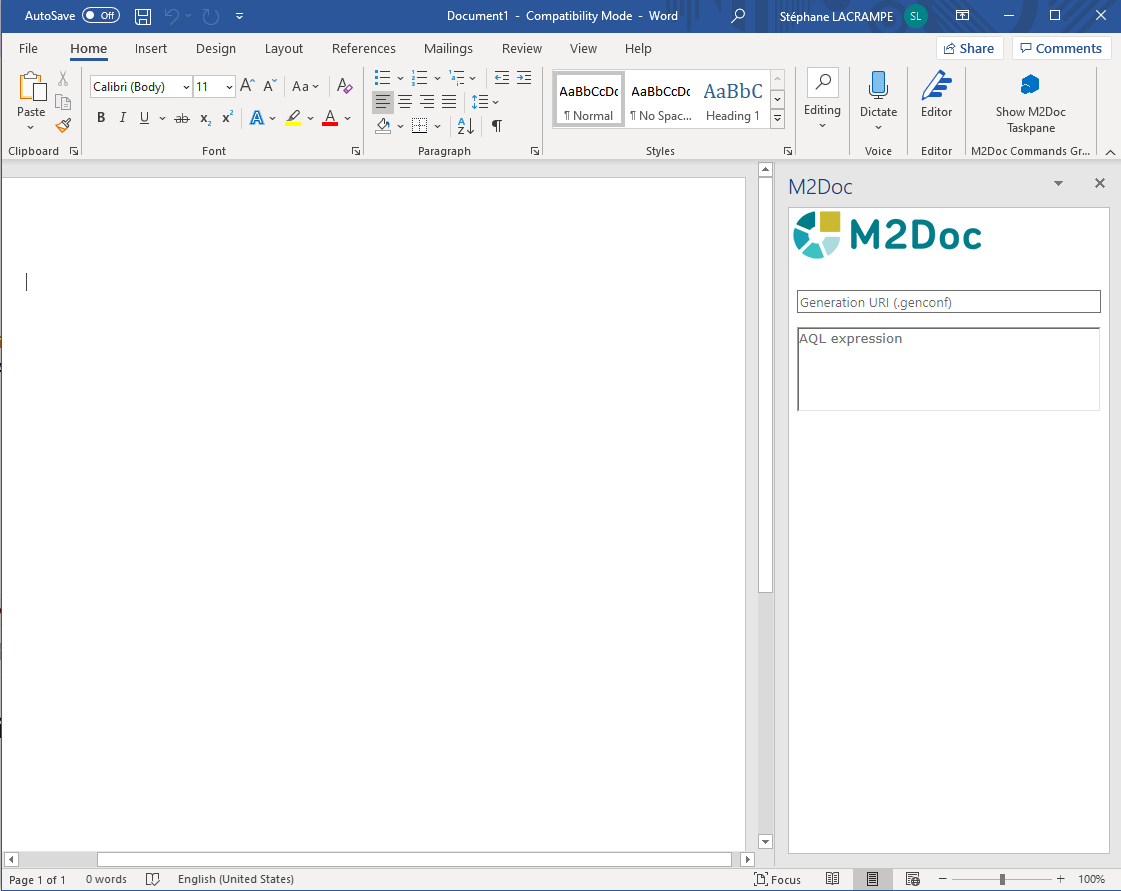 AutoSave Off Document1 - Compatibility Mode - Word Stéphane LACRAMPE SL
File Home Insert Design Layout References Mailings Review View Help Share Comments
Paste
Clipboard
Calibri (Body) 11 Aa
B I U ab x2 x2 A A
Font
Paragraph
AaBbCcDc AaBbCcDc AaBbC
¶ Normal ¶ No Spac... Heading 1
Styles
Editing
Dictate
Voice
Editor
Editor
Show M2Doc
Taskpane
M2Doc Commands Gr...
M2Doc
M2Doc
Generation URI (.genconf)
AQL expression
Page 1 of 1 0 words English (United States) Focus 100%